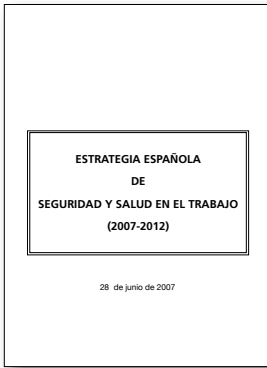 ESTRATEGIA ESPAÑOLA
DE
SEGURIDAD Y SALUD EN EL TRABAJO
(2007-2012)
28 de junio de 2007